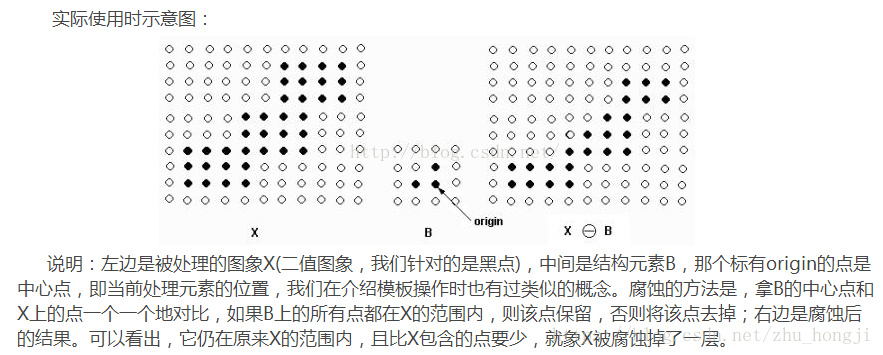 实际使用时示意图：
http://blog.csdn.net/
origin
X
B
X ⊖ B
说明：左边是被处理的图象X(二值图象，我们针对的是黑点)，中间是结构元素B，那个标有origin的点是
中心点，即当前处理元素的位置，我们在介绍模板操作时也有过类似的概念。腐蚀的方法是，拿B的中心点和
X上的点一个一个地对比，如果B上的所有点都在X的范围内，则该点保留，否则将该点去掉；右边是腐蚀后
的结果。可以看出，它仍在原来X的范围内，且比X包含的点要少，就象X被腐蚀掉了一层。
https://blog.csdn.net/zhu_hongji